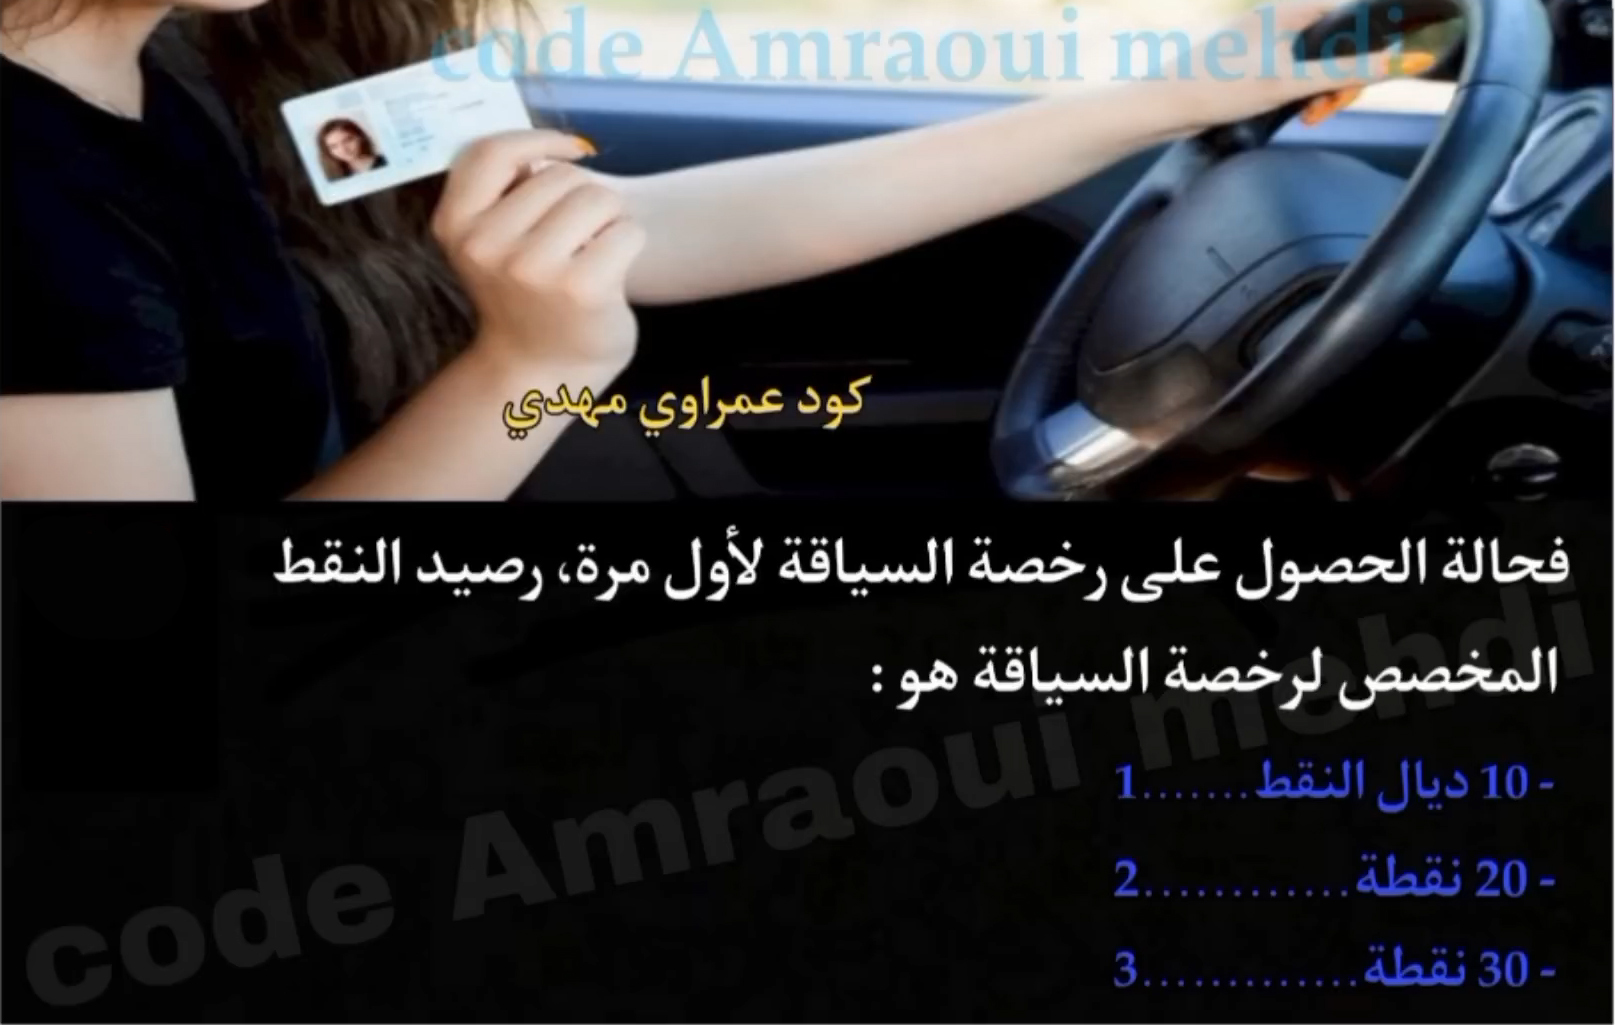 code Amraoui mehdi
كود عمراوي مهدي
فحالة الحصول على رخصة السياقة لأول مرة، رصيد النقط
المخصص لرخصة السياقة هو :
- 10 ديال النقط.......1
- 20 نقطة............2
- 30 نقطة.............3
code Amraoui mehdi